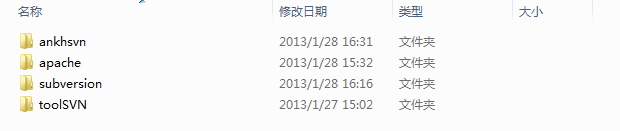 名称 修改日期 类型 大小
ankhsvn 2013/1/28 16:31 文件夹
apache 2013/1/28 15:32 文件夹
subversion 2013/1/28 16:16 文件夹
toolSVN 2013/1/27 15:02 文件夹